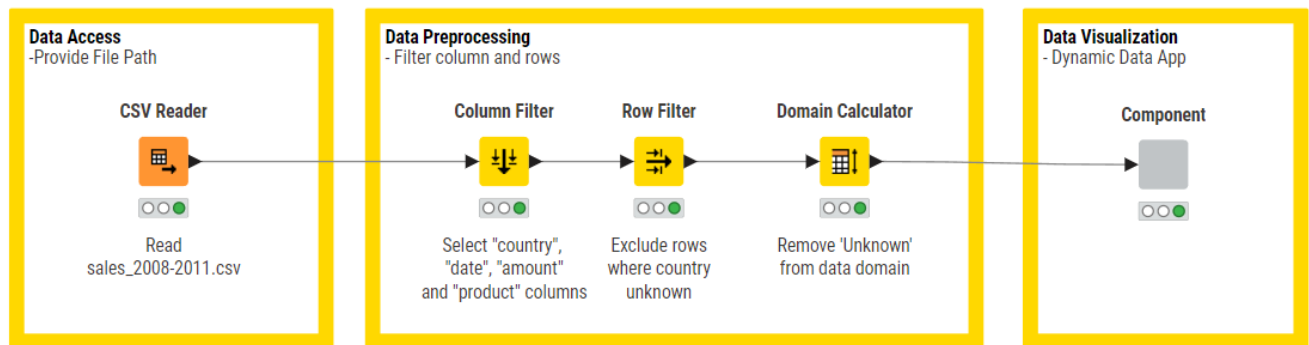 Data Access
-Provide File Path
CSV Reader
Read
sales_2008-2011.csv
Data Preprocessing
- Filter column and rows
Column Filter
Select "country",
"date", "amount"
and "product" columns
Row Filter
Exclude rows
where country
unknown
Domain Calculator
Remove 'Unknown'
from data domain
Data Visualization
- Dynamic Data App
Component